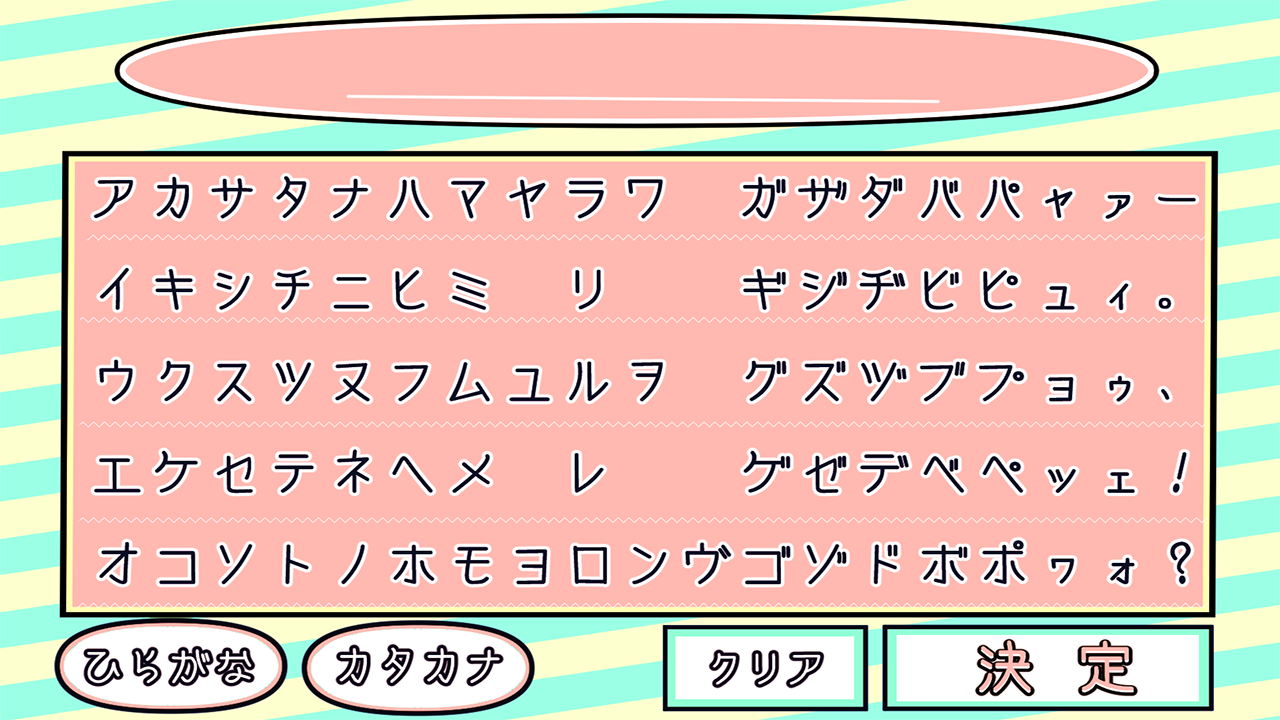 ア カ サ タ ナ ハ マ ヤ ラ ワ ガ ザ ダ バ パ ャ ァ ー
イ キ シ チ ニ ヒ ミ リ ギ ジ ヂ ビ ピ ュ ィ 。
ウ ク ス ツ ヌ フ ム ユ ル ヲ グ ズ ヅ ブ プ ョ ゥ 、
エ ケ セ テ ネ ヘ メ レ ゲ ゼ デ ベ ペ ッ ェ !
オ コ ソ ト ノ ホ モ ヨ ロ ン ヴ ゴ ゾ ド ボ ポ ヮ ォ ?
ひらがな カタカナ クリア 決 定